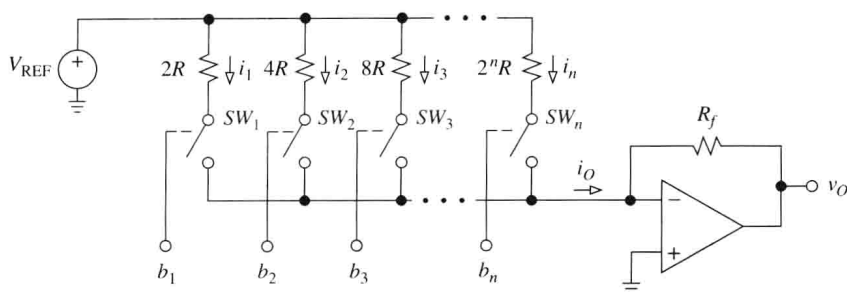 V_REF
2R
i_1
4R
i_2
8R
i_3
2^n R
i_n
SW_1
SW_2
SW_3
SW_n
R_f
i_O
v_O
b_1
b_2
b_3
b_n